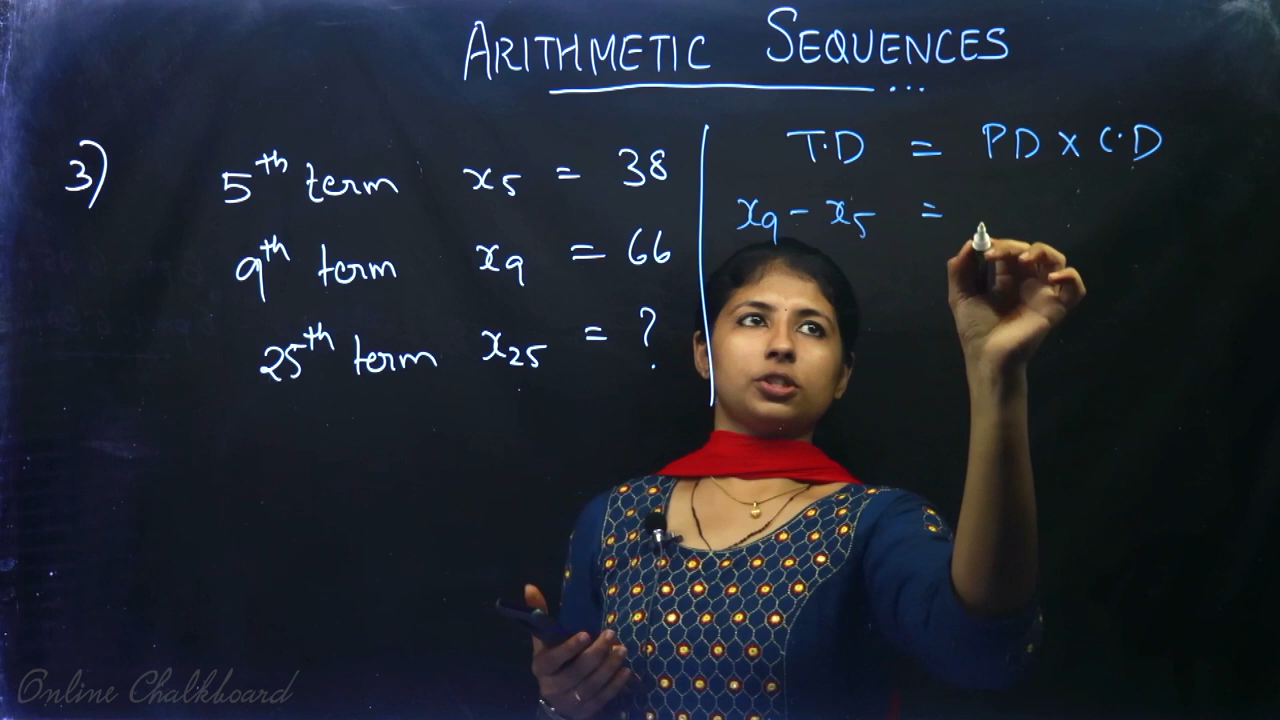 ARITHMETIC SEQUENCES ...
3)
5th term x5 = 38
9th term x9 = 66
25th term x25 = ?
T.D = PD x C.D
x9 - x5 =
Online Chalkboard